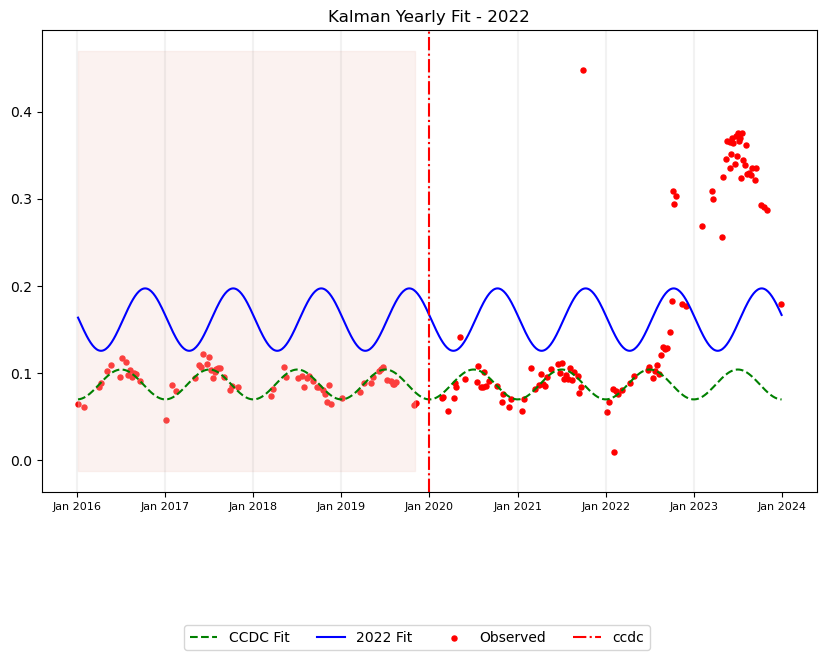 Kalman Yearly Fit - 2022
0.4
0.3
0.2
0.1
0.0
Jan 2016 Jan 2017 Jan 2018 Jan 2019 Jan 2020 Jan 2021 Jan 2022 Jan 2023 Jan 2024
CCDC Fit 2022 Fit Observed ccdc